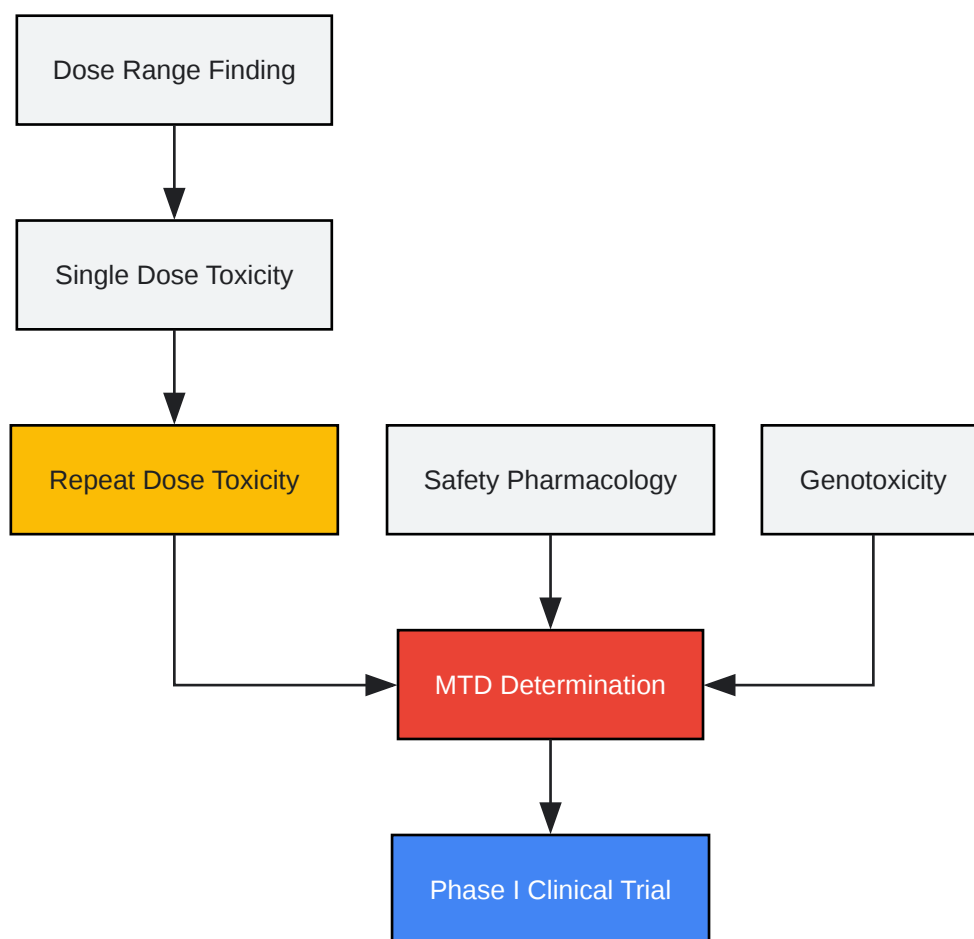 Dose Range Finding
Single Dose Toxicity
Repeat Dose Toxicity
Safety Pharmacology
Genotoxicity
MTD Determination
Phase I Clinical Trial